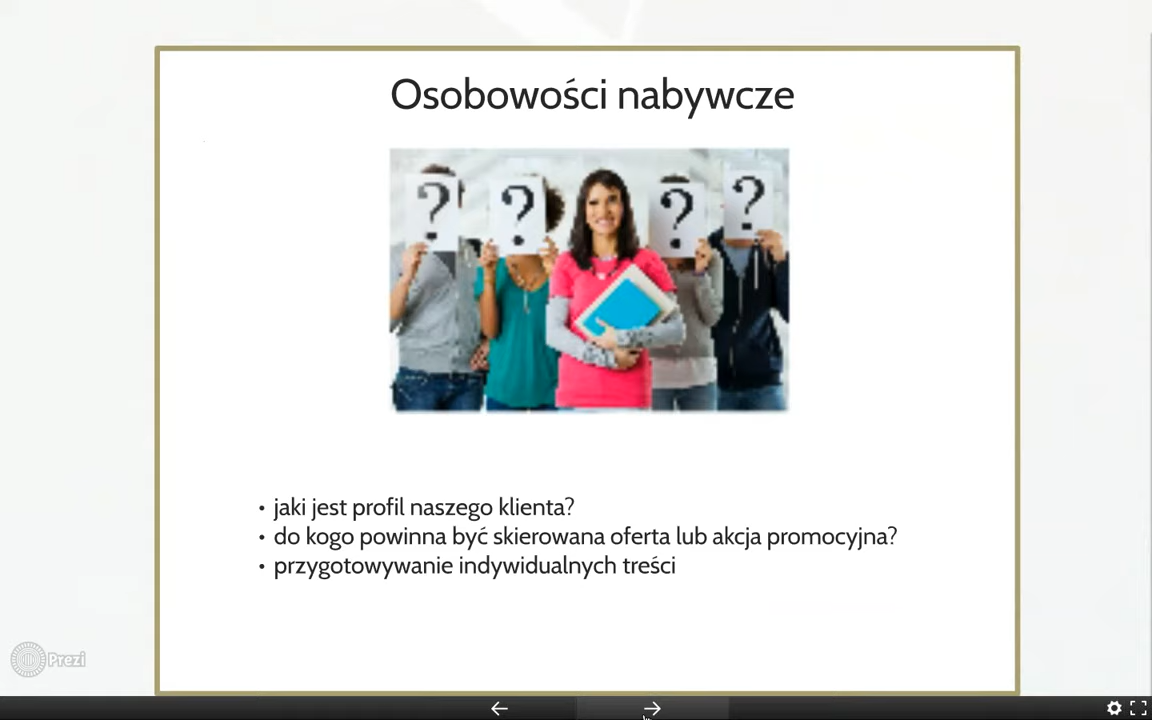 Osobowości nabywcze
? ? ? ?
• jaki jest profil naszego klienta?
• do kogo powinna być skierowana oferta lub akcja promocyjna?
• przygotowywanie indywidualnych treści
Prezi